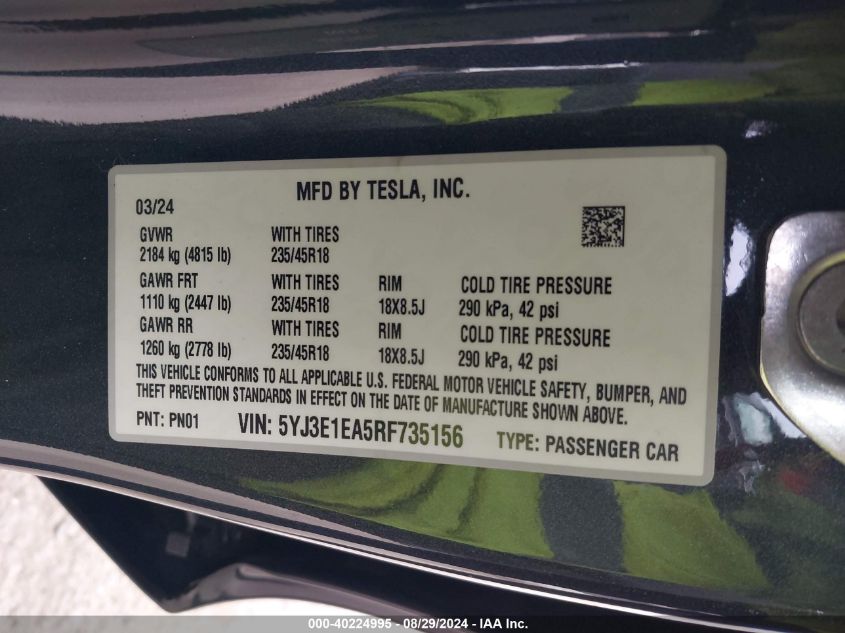 MFD BY TESLA, INC.
03/24
GVWR WITH TIRES
2184 kg (4815 lb) 235/45R18
GAWR FRT WITH TIRES RIM COLD TIRE PRESSURE
1110 kg (2447 lb) 235/45R18 18X8.5J 290 kPa, 42 psi
GAWR RR WITH TIRES RIM COLD TIRE PRESSURE
1260 kg (2778 lb) 235/45R18 18X8.5J 290 kPa, 42 psi
THIS VEHICLE CONFORMS TO ALL APPLICABLE U.S. FEDERAL MOTOR VEHICLE SAFETY, BUMPER, AND
THEFT PREVENTION STANDARDS IN EFFECT ON THE DATE OF MANUFACTURE SHOWN ABOVE.
PNT: PN01 VIN: 5YJ3E1EA5RF735156 TYPE: PASSENGER CAR
000-40224995 - 08/29/2024 - IAA Inc.